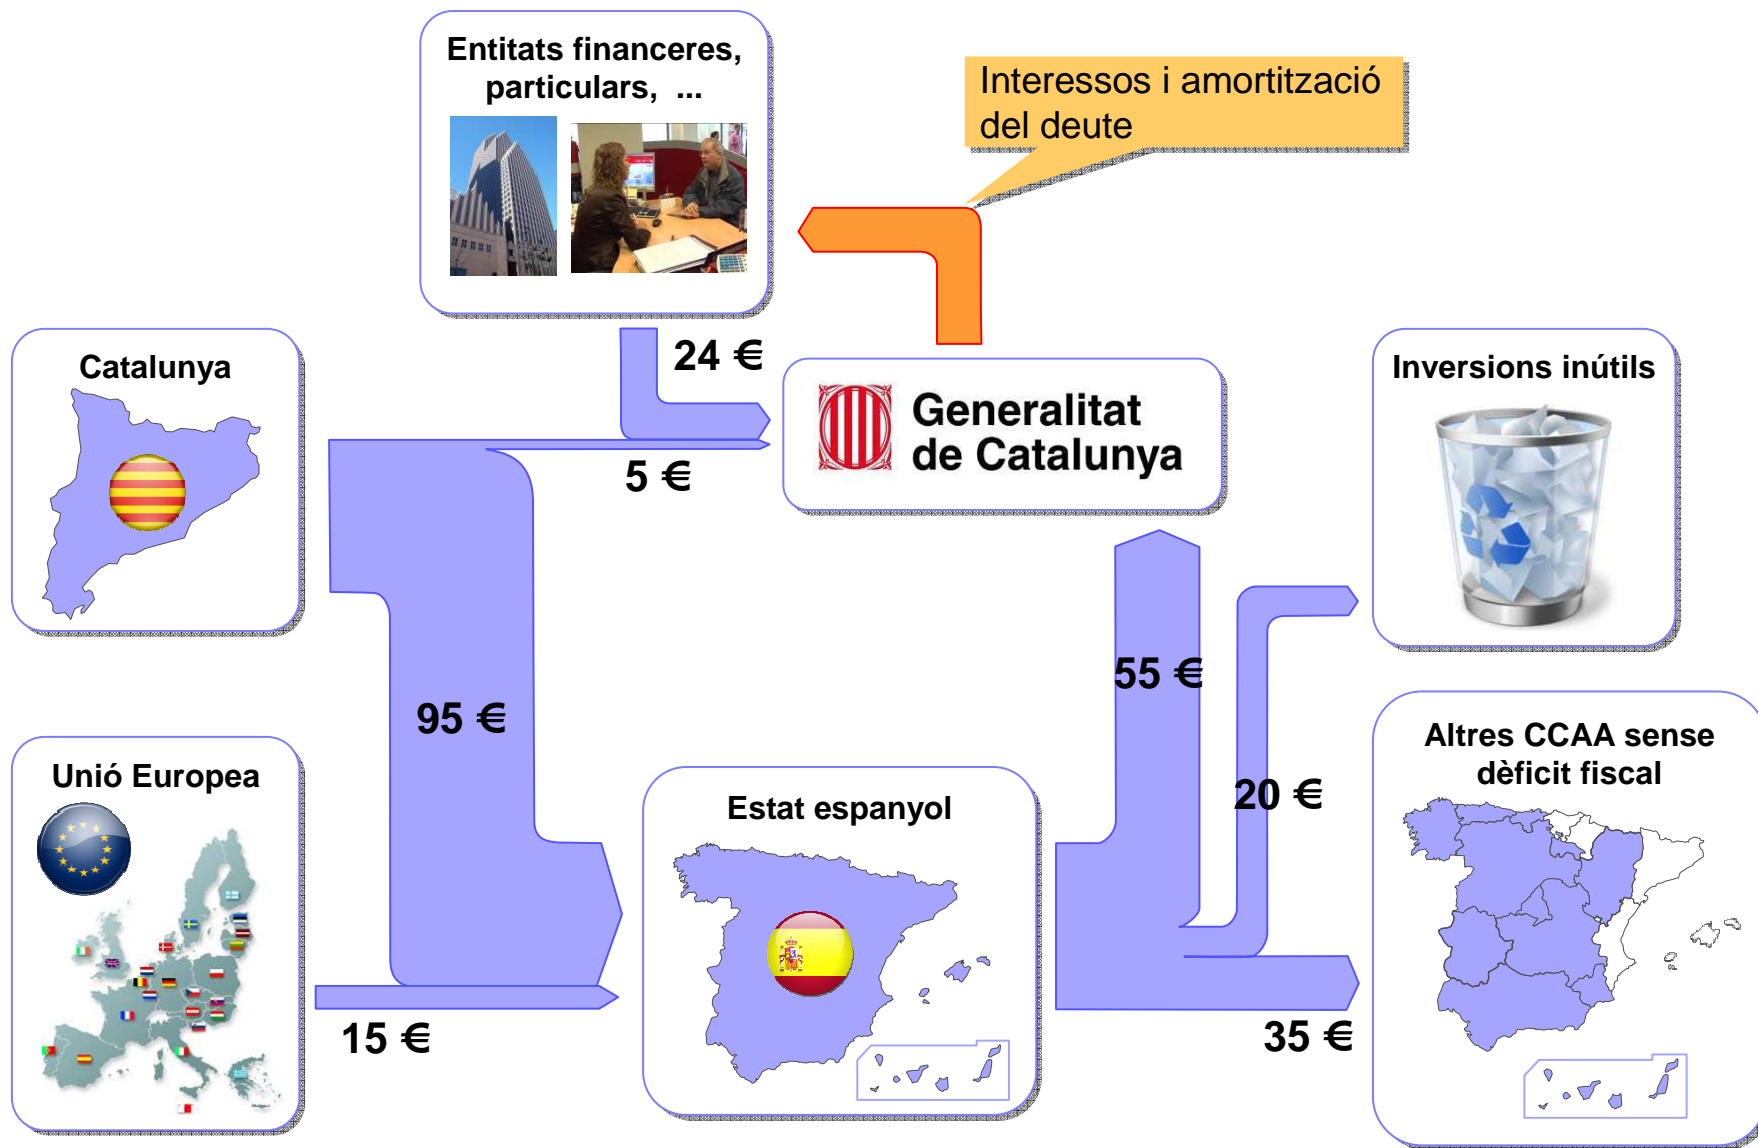 Entitats financeres,
particulars, ...
Interessos i amortització
del deute
24 €
Catalunya
Generalitat
de Catalunya
Inversions inútils
5 €
55 €
95 €
20 €
Unió Europea
Estat espanyol
Altres CCAA sense
dèficit fiscal
15 €
35 €